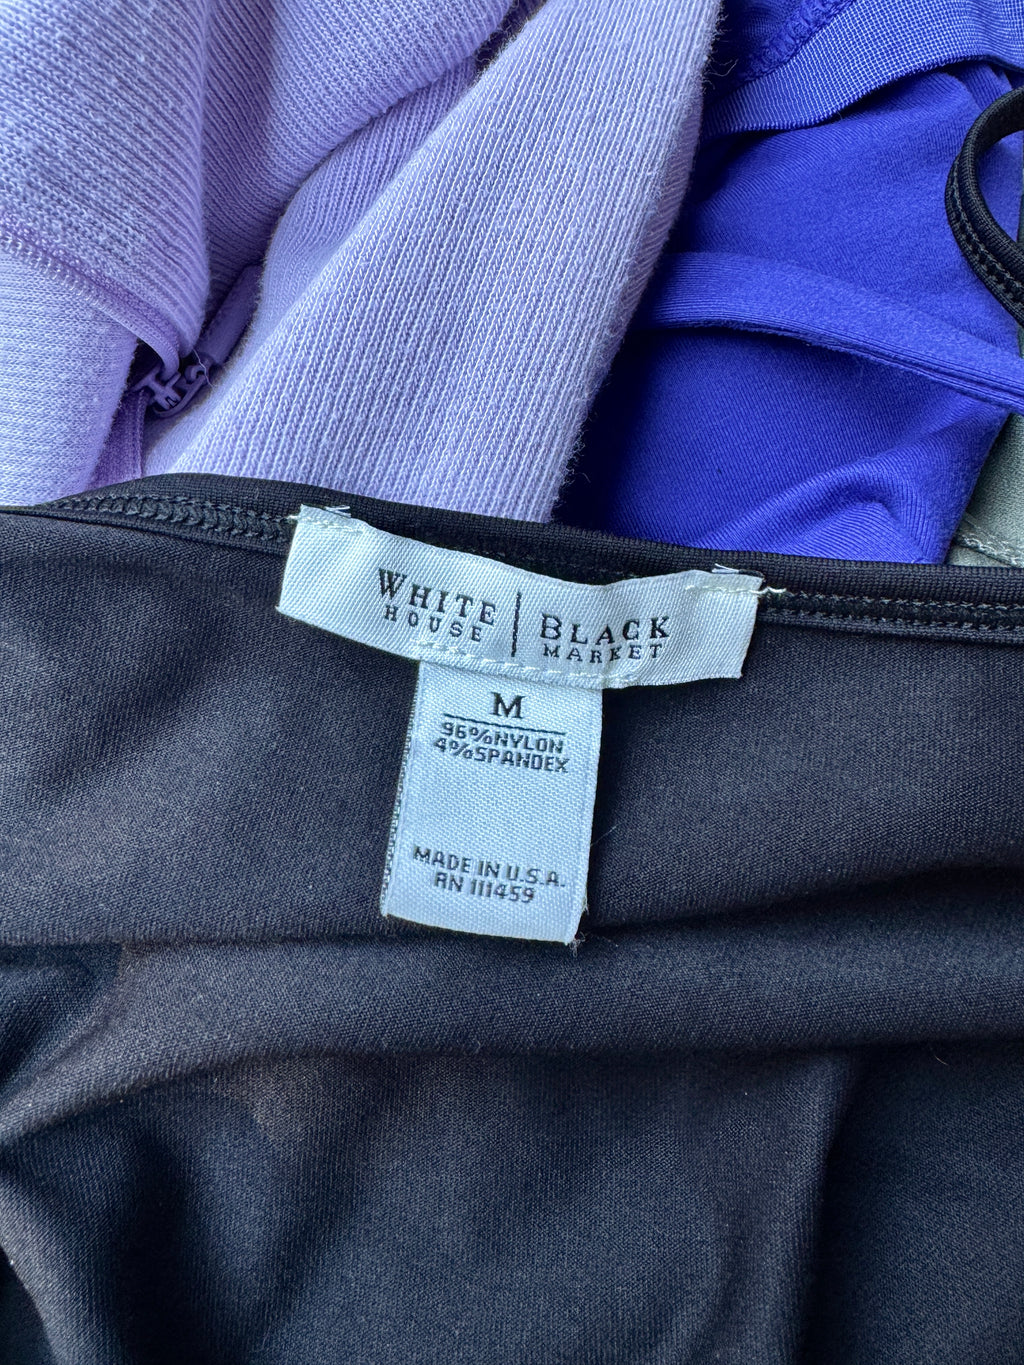 WHITE | BLACK
HOUSE MARKET
M
96%NYLON
4%SPANDEX
MADE IN U.S.A.
RN 111459